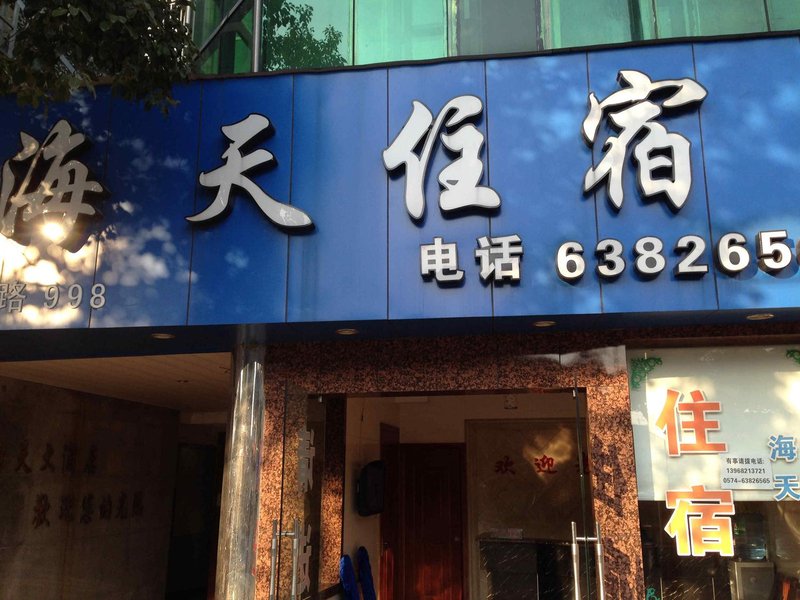 海天住宿
电话 6382656
路 998
欢迎
住宿
海天
有事请拨电话:
13968213721
0574-63826565